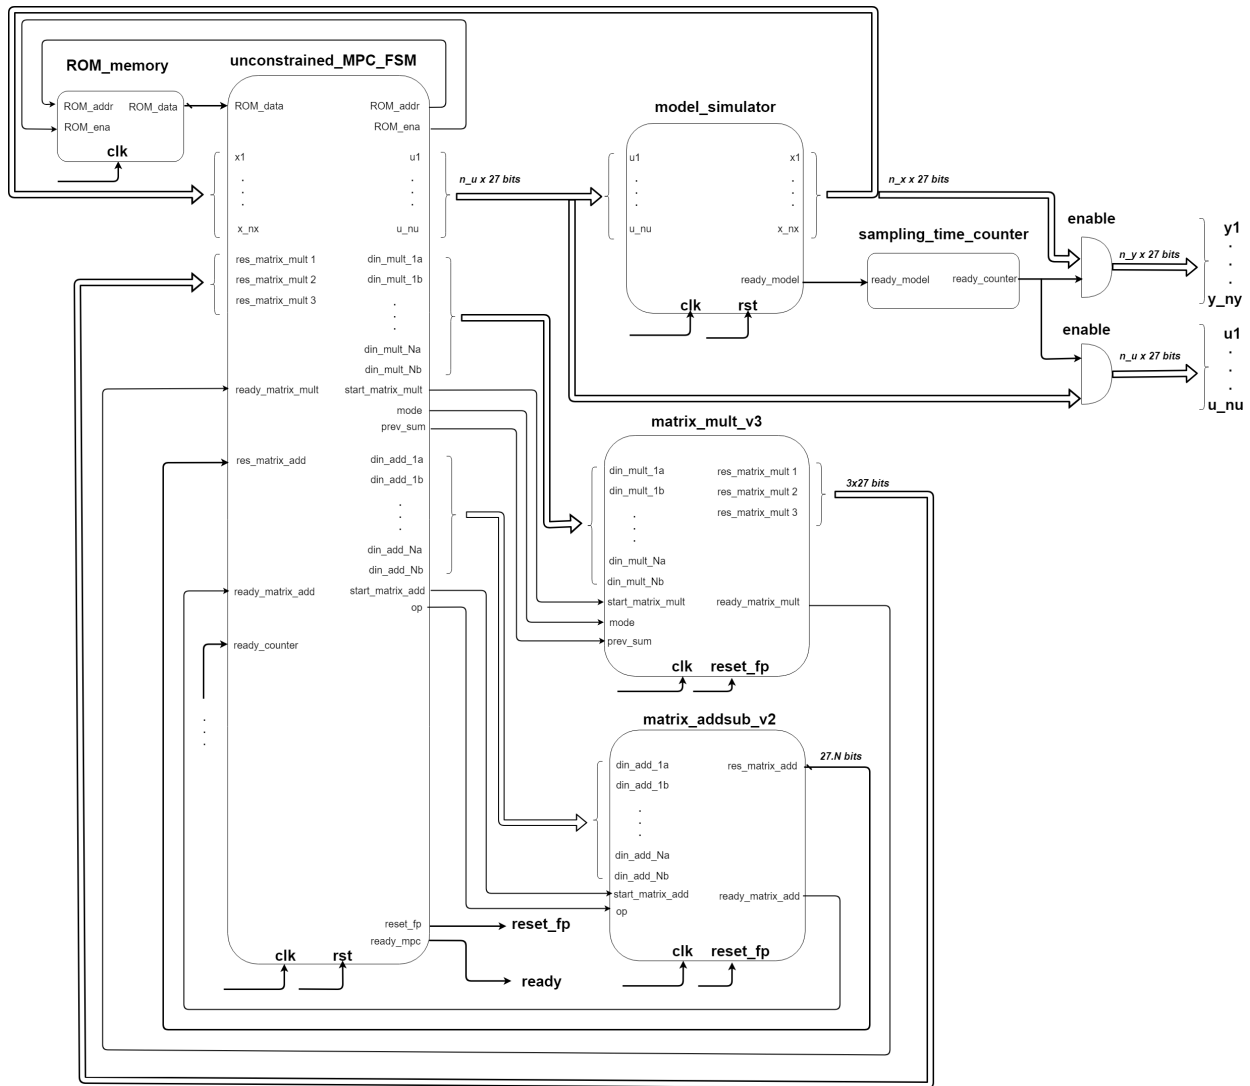 ROM_memory
ROM_addr
ROM_data
ROM_ena
clk
unconstrained_MPC_FSM
ROM_data
ROM_addr
ROM_ena
x1
u1
.
.
.
.
.
.
x_nx
u_nu
res_matrix_mult 1
res_matrix_mult 2
res_matrix_mult 3
din_mult_1a
din_mult_1b
.
.
.
din_mult_Na
din_mult_Nb
ready_matrix_mult
start_matrix_mult
mode
prev_sum
res_matrix_add
din_add_1a
din_add_1b
.
.
.
din_add_Na
din_add_Nb
ready_matrix_add
start_matrix_add
op
ready_counter
.
.
.
reset_fp
ready_mpc
clk
rst
reset_fp
ready
n_u x 27 bits
model_simulator
u1
x1
.
.
.
.
.
.
u_nu
x_nx
ready_model
clk
rst
n_x x 27 bits
sampling_time_counter
ready_model
ready_counter
enable
n_y x 27 bits
y1
.
.
.
y_ny
enable
n_u x 27 bits
u1
.
.
.
u_nu
matrix_mult_v3
din_mult_1a
din_mult_1b
.
.
.
din_mult_Na
din_mult_Nb
res_matrix_mult 1
res_matrix_mult 2
res_matrix_mult 3
start_matrix_mult
ready_matrix_mult
mode
prev_sum
clk
reset_fp
3x27 bits
matrix_addsub_v2
din_add_1a
res_matrix_add
din_add_1b
.
.
.
din_add_Na
din_add_Nb
start_matrix_add
ready_matrix_add
op
clk
reset_fp
27.N bits